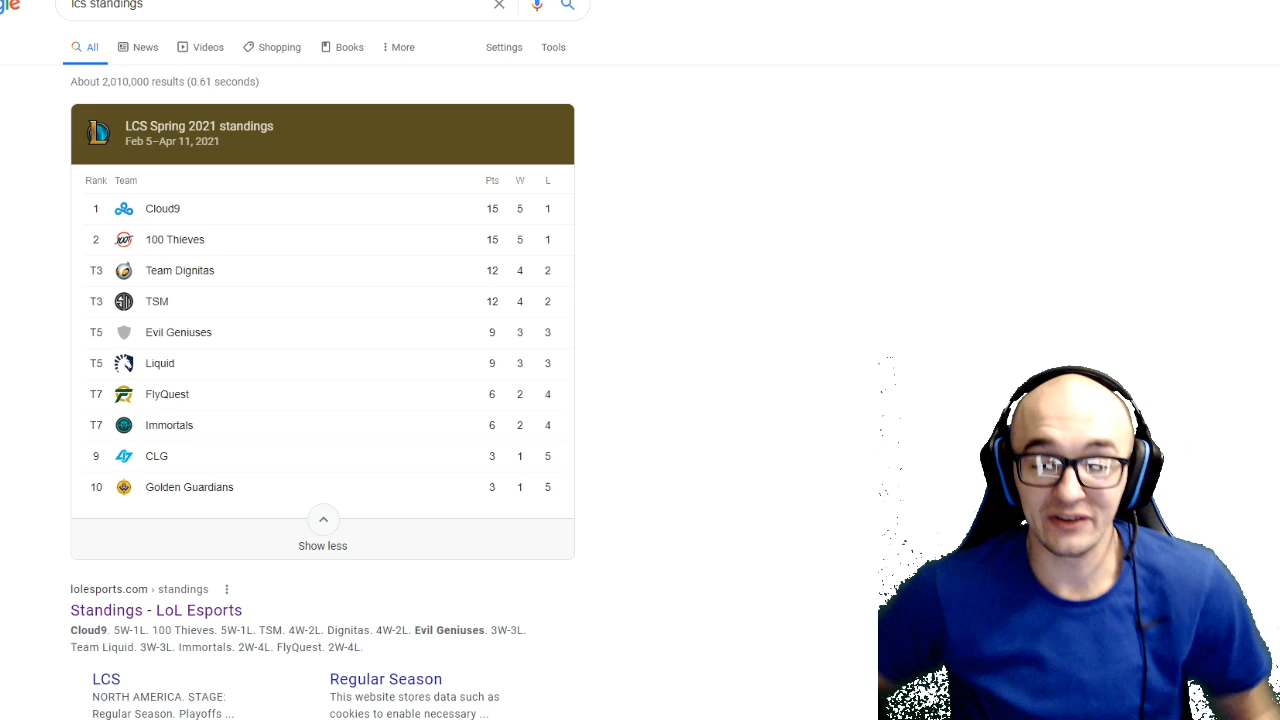 lcs standings
All News Videos Shopping Books More Settings Tools
About 2,010,000 results (0.61 seconds)
LCS Spring 2021 standings
Feb 5–Apr 11, 2021
Rank Team Pts W L
1 Cloud9 15 5 1
2 100 Thieves 15 5 1
T3 Team Dignitas 12 4 2
T3 TSM 12 4 2
T5 Evil Geniuses 9 3 3
T5 Liquid 9 3 3
T7 FlyQuest 6 2 4
T7 Immortals 6 2 4
9 CLG 3 1 5
10 Golden Guardians 3 1 5
Show less
lolesports.com › standings
Standings - LoL Esports
Cloud9. 5W-1L. 100 Thieves. 5W-1L. TSM. 4W-2L. Dignitas. 4W-2L. Evil Geniuses. 3W-3L.
Team Liquid. 3W-3L. Immortals. 2W-4L. FlyQuest. 2W-4L.
LCS
NORTH AMERICA. STAGE:
Regular Season. Playoffs ...
Regular Season
This website stores data such as
cookies to enable necessary ...